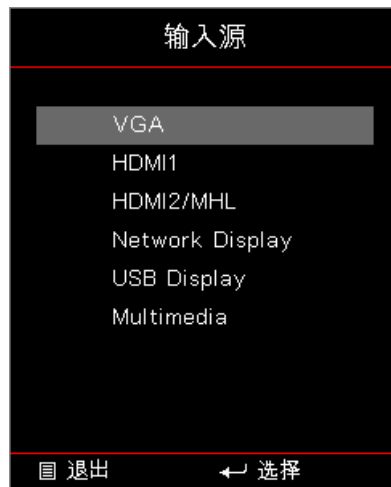 输入源
VGA
HDMI1
HDMI2/MHL
Network Display
USB Display
Multimedia
退出 选择